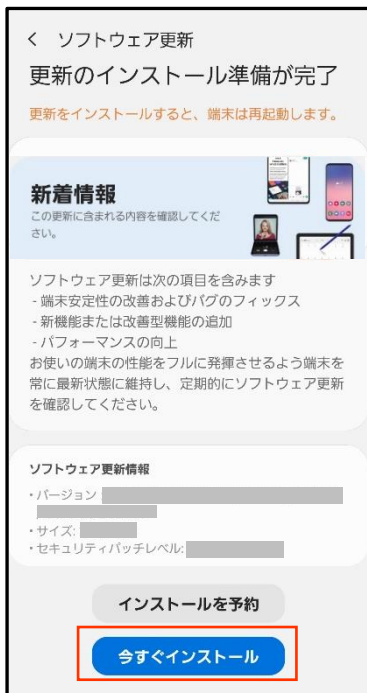 < ソフトウェア更新
更新のインストール準備が完了
更新をインストールすると、端末は再起動します。
新着情報
この更新に含まれる内容を確認してくだ
さい。
ソフトウェア更新は次の項目を含みます
- 端末安定性の改善およびバグのフィックス
- 新機能または改善型機能の追加
- パフォーマンスの向上
お使いの端末の性能をフルに発揮させるよう端末を
常に最新状態に維持し、定期的にソフトウェア更新
を確認してください。
ソフトウェア更新情報
・バージョン
・サイズ:
・セキュリティパッチレベル:
インストールを予約
今すぐインストール